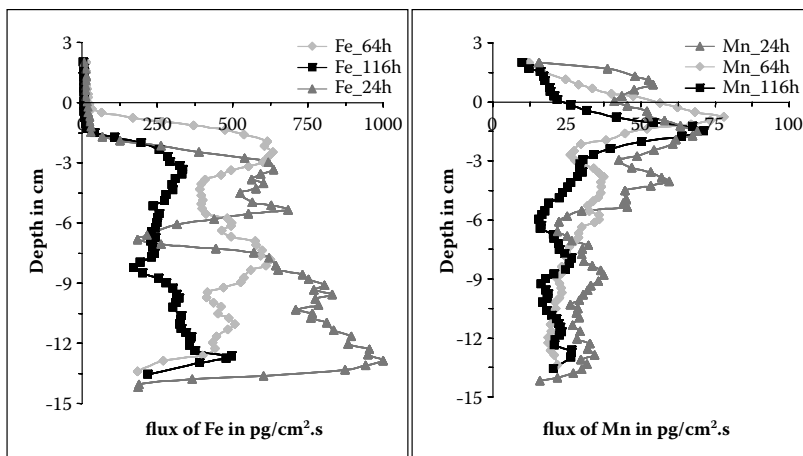 3
0
-3
-6
-9
-12
-15
0 250 500 750 1000
Depth in cm
Fe_64h
Fe_116h
Fe_24h
flux of Fe in pg/cm².s
3
0
-3
-6
-9
-12
-15
0 25 50 75 100
Depth in cm
Mn_24h
Mn_64h
Mn_116h
flux of Mn in pg/cm².s